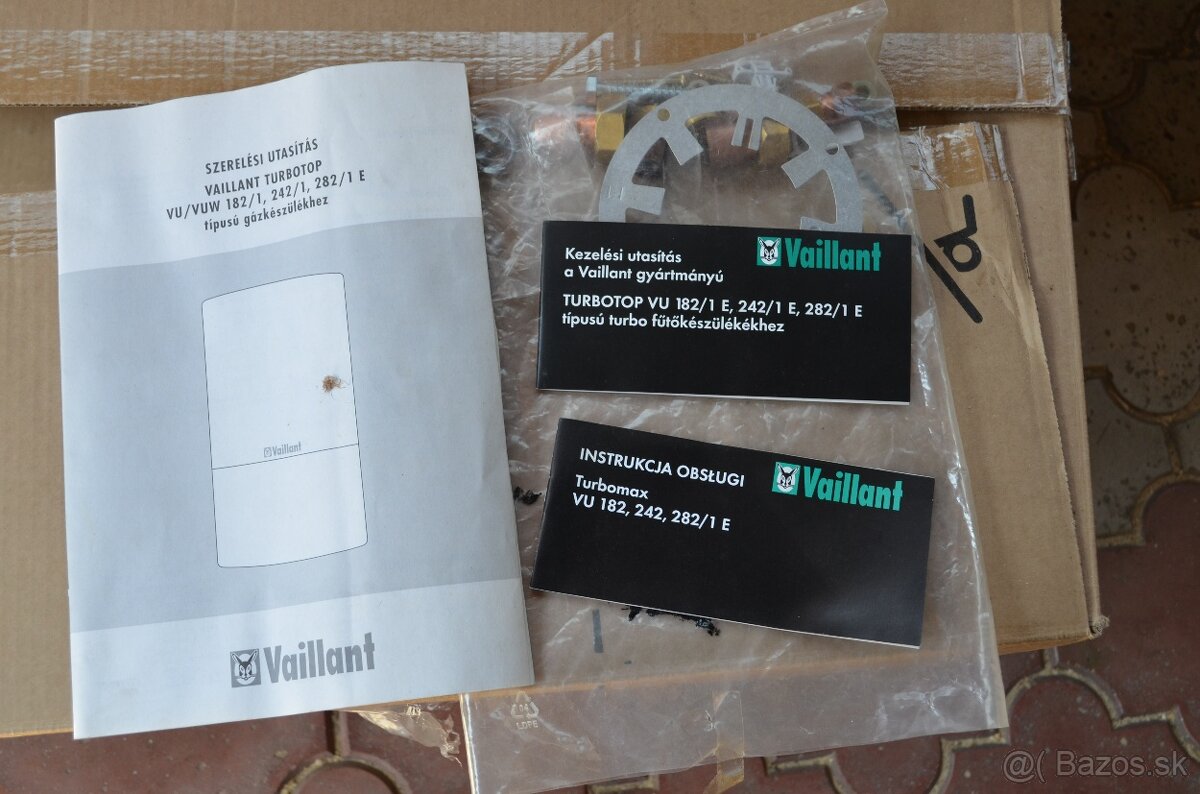 SZERELÉSI UTASÍTÁS
VAILLANT TURBOTOP
VU/VUW 182/1, 242/1, 282/1 E
típusú gázkészülékhez
Vaillant
Vaillant
Kezelési utasítás
a Vaillant gyártmányú
Vaillant
TURBOTOP VU 182/1 E, 242/1 E, 282/1 E
típusú turbo fűtőkészülékékhez
INSTRUKCJA OBSŁUGI
Vaillant
Turbomax
VU 182, 242, 282/1 E
04
LDPE
@( Bazos.sk